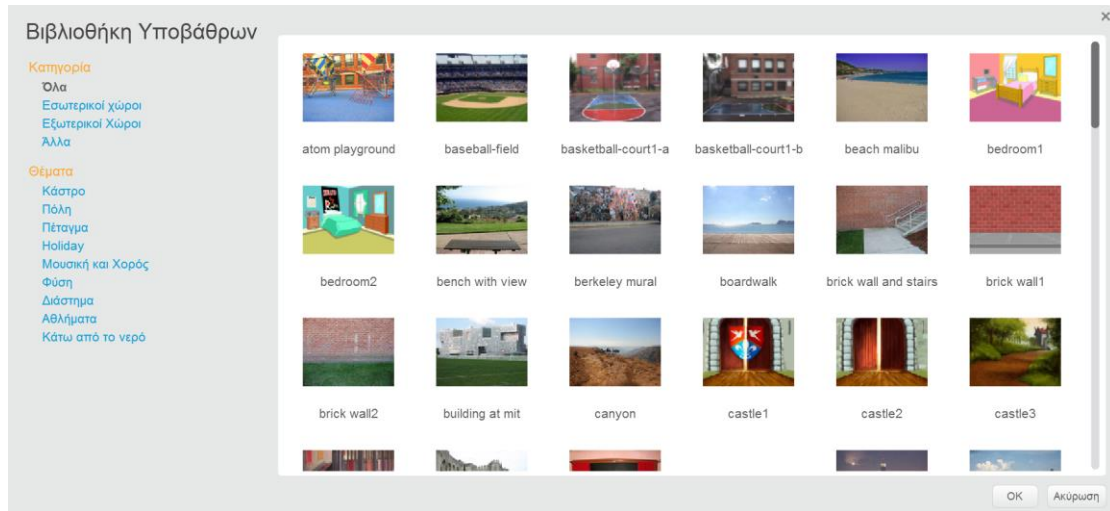 Βιβλιοθήκη Υποβάθρων
×
Κατηγορία
Όλα
Εσωτερικοί χώροι
Εξωτερικοί Χώροι
Άλλα
Θέματα
Κάστρο
Πόλη
Πέταγμα
Holiday
Μουσική και Χορός
Φύση
Διάστημα
Αθλήματα
Κάτω από το νερό
atom playground baseball-field basketball-court1-a basketball-court1-b beach malibu bedroom1
bedroom2 bench with view berkeley mural boardwalk brick wall and stairs brick wall1
brick wall2 building at mit canyon castle1 castle2 castle3
OK Ακύρωση